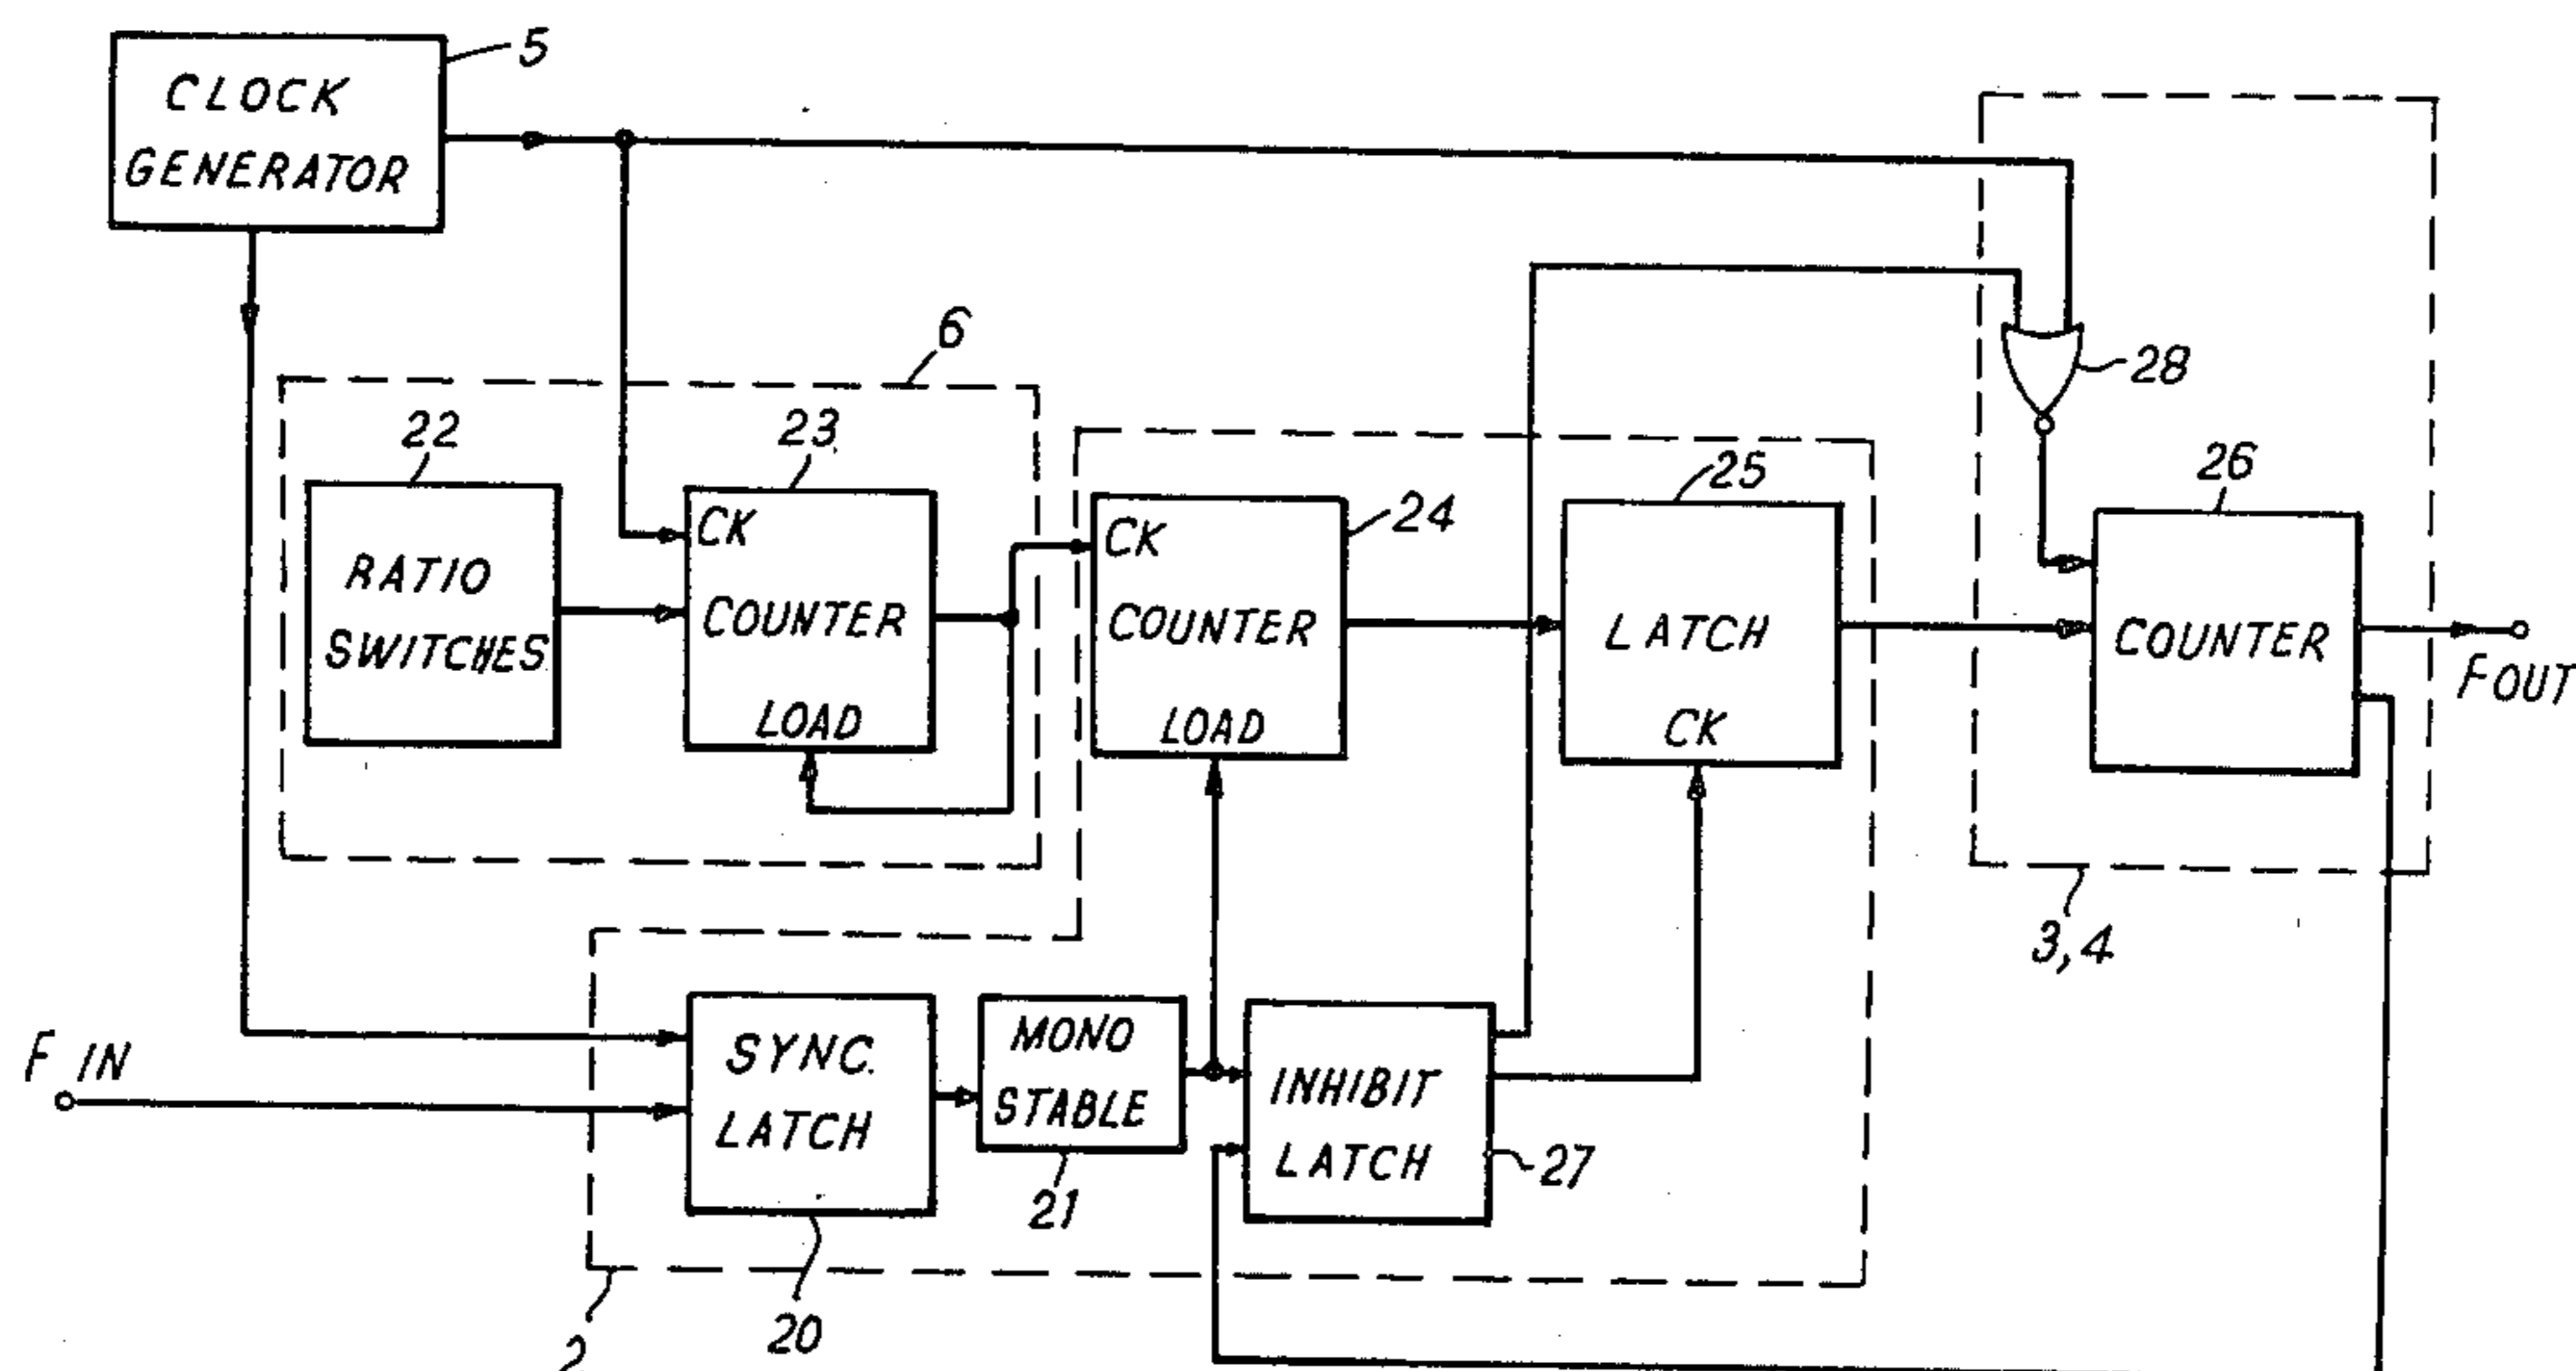 5
CLOCK
GENERATOR
6
28
22
23
25
26
CK
CK
24
RATIO
SWITCHES
COUNTER
COUNTER
LATCH
COUNTER
LOAD
LOAD
CK
FOUT
3,4
F IN
SYNC.
LATCH
MONO
STABLE
INHIBIT
LATCH
27
21
20
2